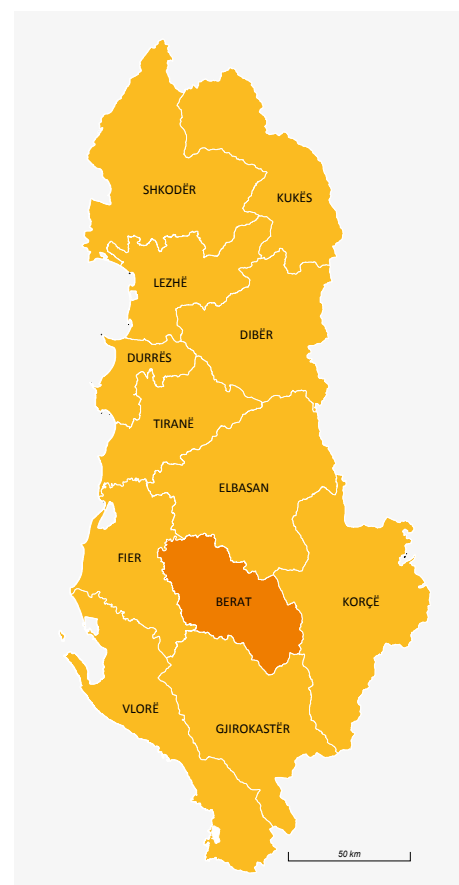 SHKODËR
KUKËS
LEZHË
DIBËR
DURRËS
TIRANË
ELBASAN
FIER
BERAT
KORÇË
VLORË
GJIROKASTËR
50 km